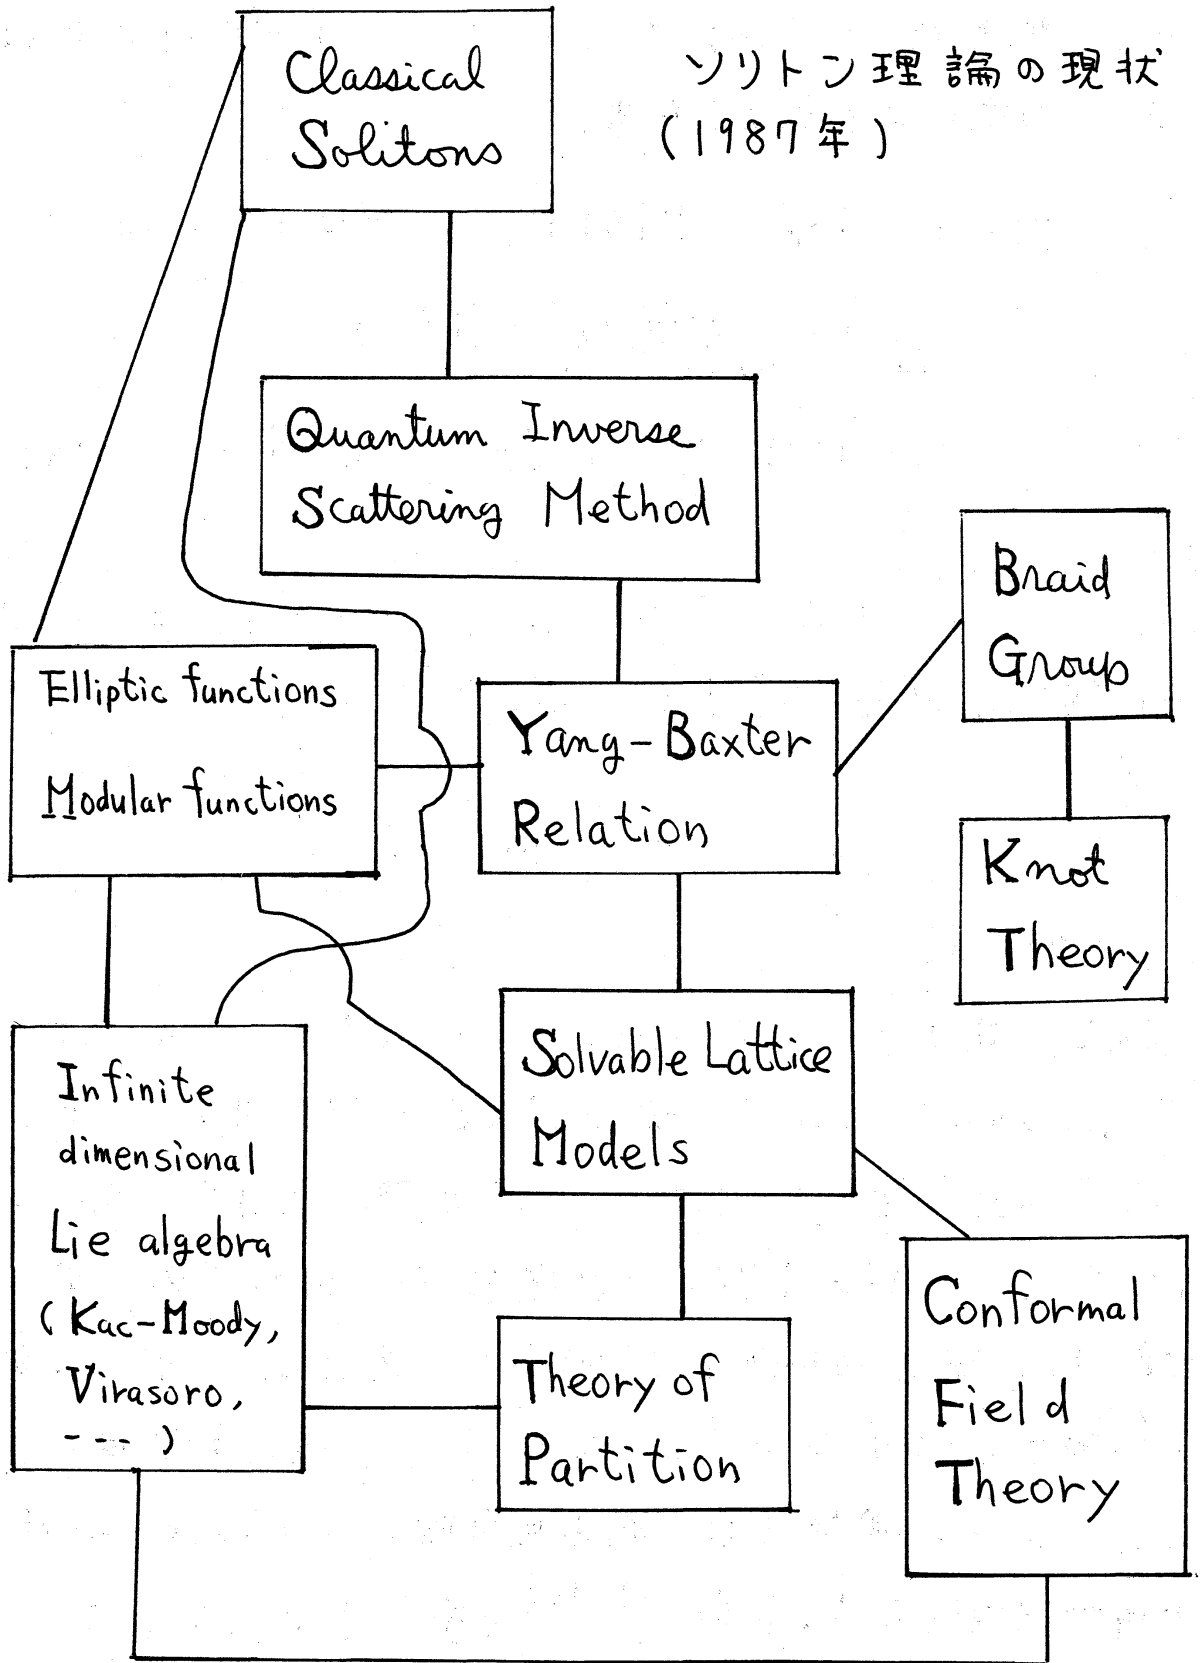 Classical
Solitons
ソリトン理論の現状
(1987年)
Quantum Inverse
Scattering Method
Braid
Group
Elliptic functions
Modular functions
Yang-Baxter
Relation
Knot
Theory
Infinite
dimensional
Lie algebra
(Kac-Moody,
Virasoro,
--- )
Solvable Lattice
Models
Theory of
Partition
Conformal
Field
Theory